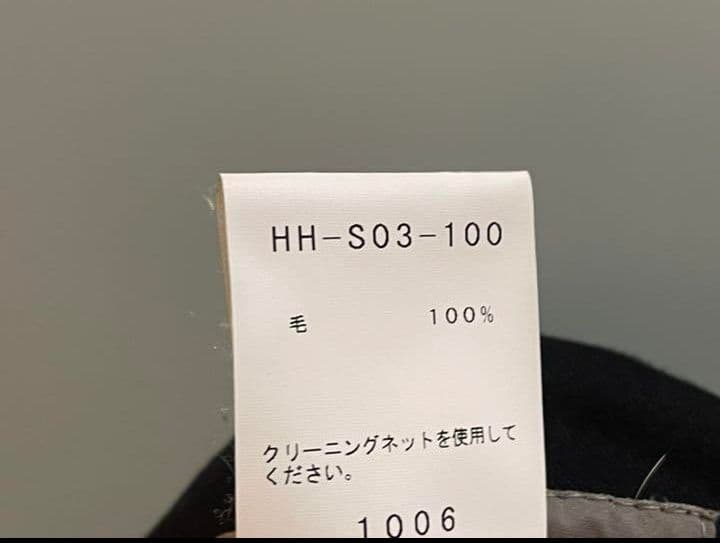 HH-S03-100
毛 100%
クリーニングネットを使用して
ください。
1006